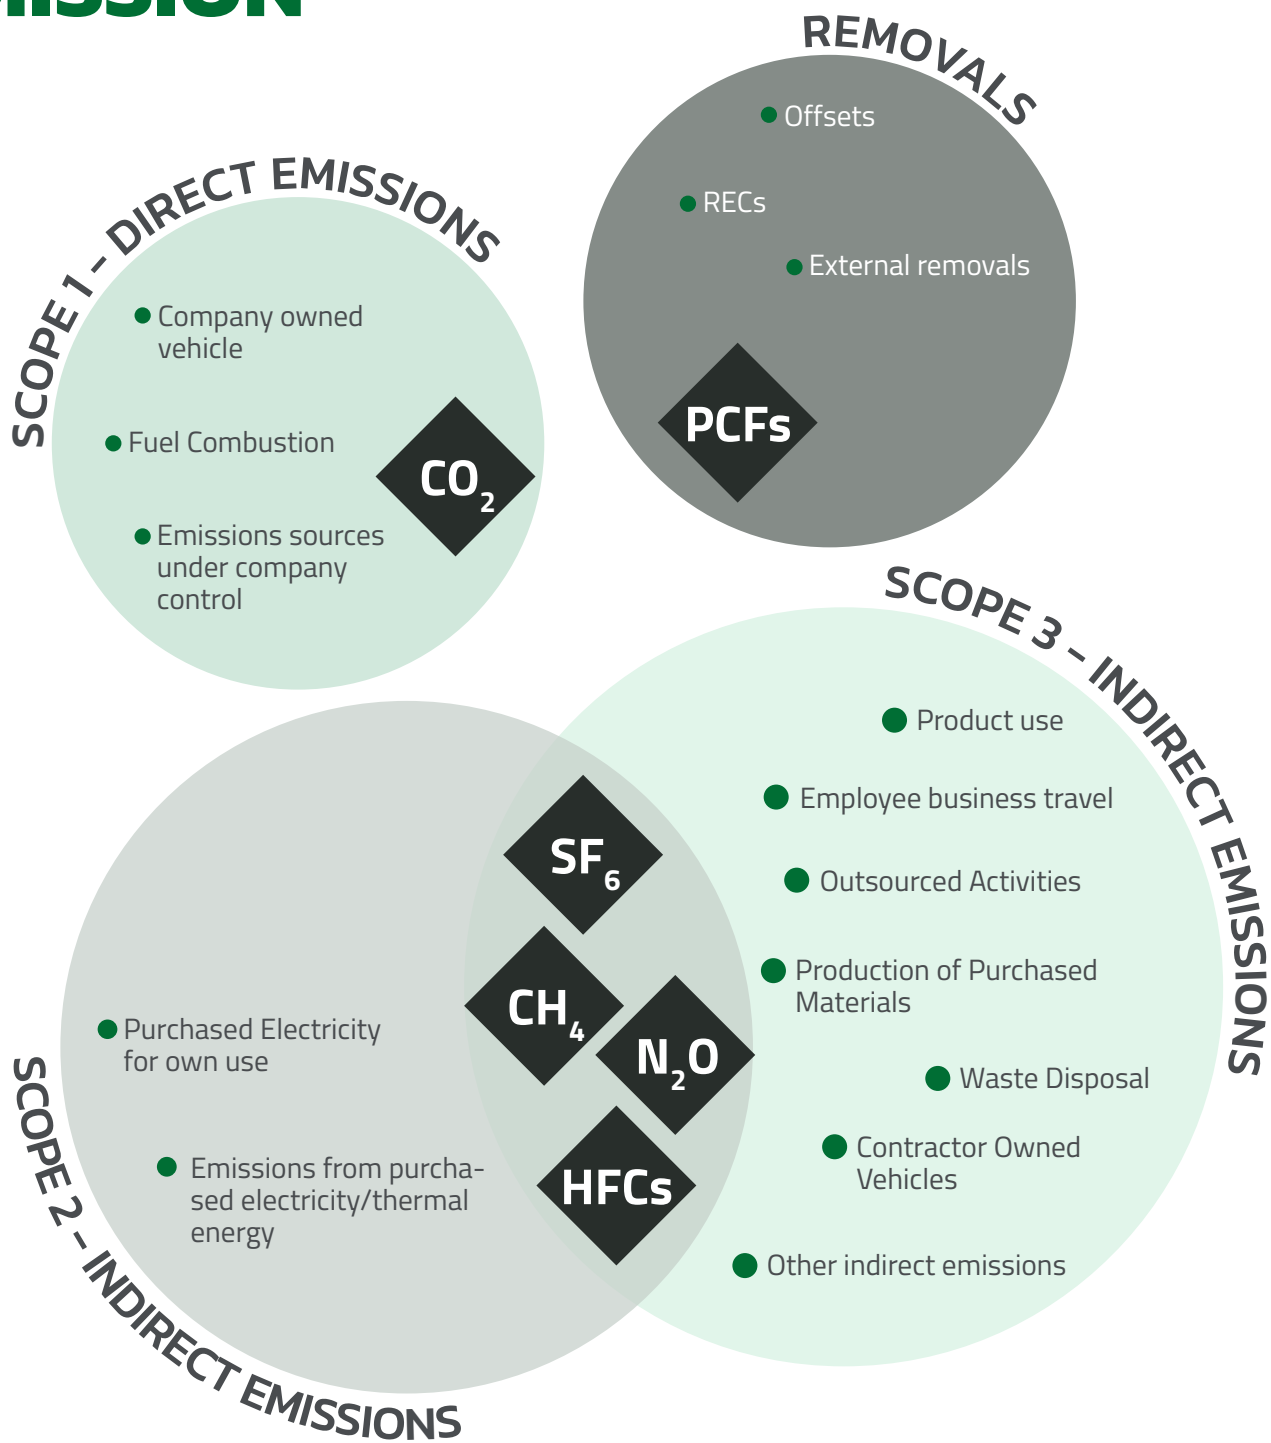 REMOVALS
Offsets
RECs
External removals
PCFs
SCOPE 1 – DIRECT EMISSIONS
Company owned
vehicle
Fuel Combustion
CO₂
Emissions sources
under company
control
SCOPE 3 – INDIRECT EMISSIONS
Product use
Employee business travel
Outsourced Activities
Production of Purchased
Materials
Waste Disposal
Contractor Owned
Vehicles
Other indirect emissions
SF₆
CH₄
N₂O
HFCs
SCOPE 2 – INDIRECT EMISSIONS
Purchased Electricity
for own use
Emissions from purcha-
sed electricity/thermal
energy